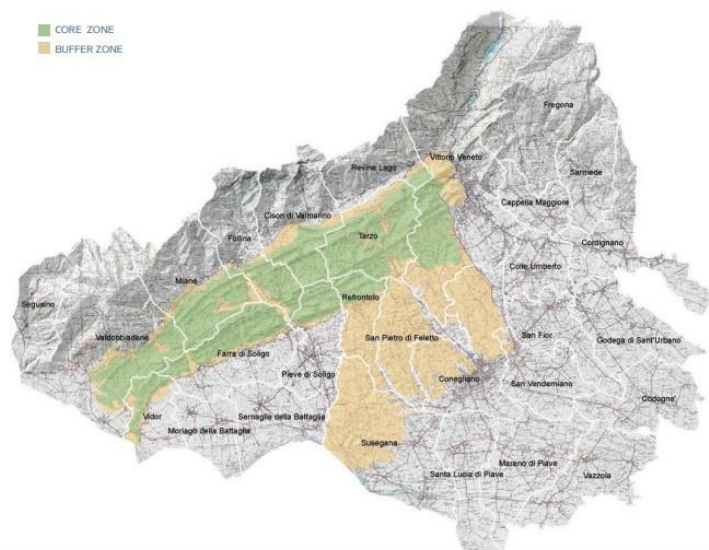 CORE ZONE
BUFFER ZONE
Fregona
Vittorio Veneto
Revine Lago
Sarmede
Cappella Maggiore
Cison di Valmarino
Tarzo
Follina
Cordignano
Colle Umberto
Miane
Refrontolo
Segusino
Valdobbiadene
San Pietro di Feletto
San Fior
Godega di Sant'Urbano
Farra di Soligo
Pieve di Soligo
Conegliano
San Vendemiano
Codogne'
Vidor
Sernaglia della Battaglia
Moriago della Battaglia
Susegana
Mareno di Piave
Santa Lucia di Piave
Vazzola